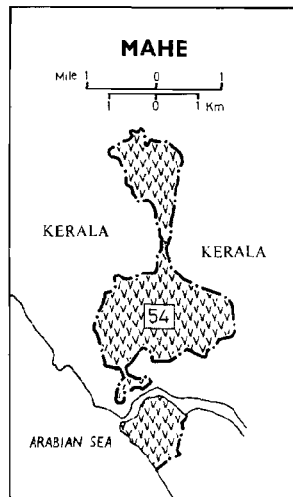 MAHE
Mile 1 0 1
1 0 1 Km
KERALA KERALA
54
ARABIAN SEA